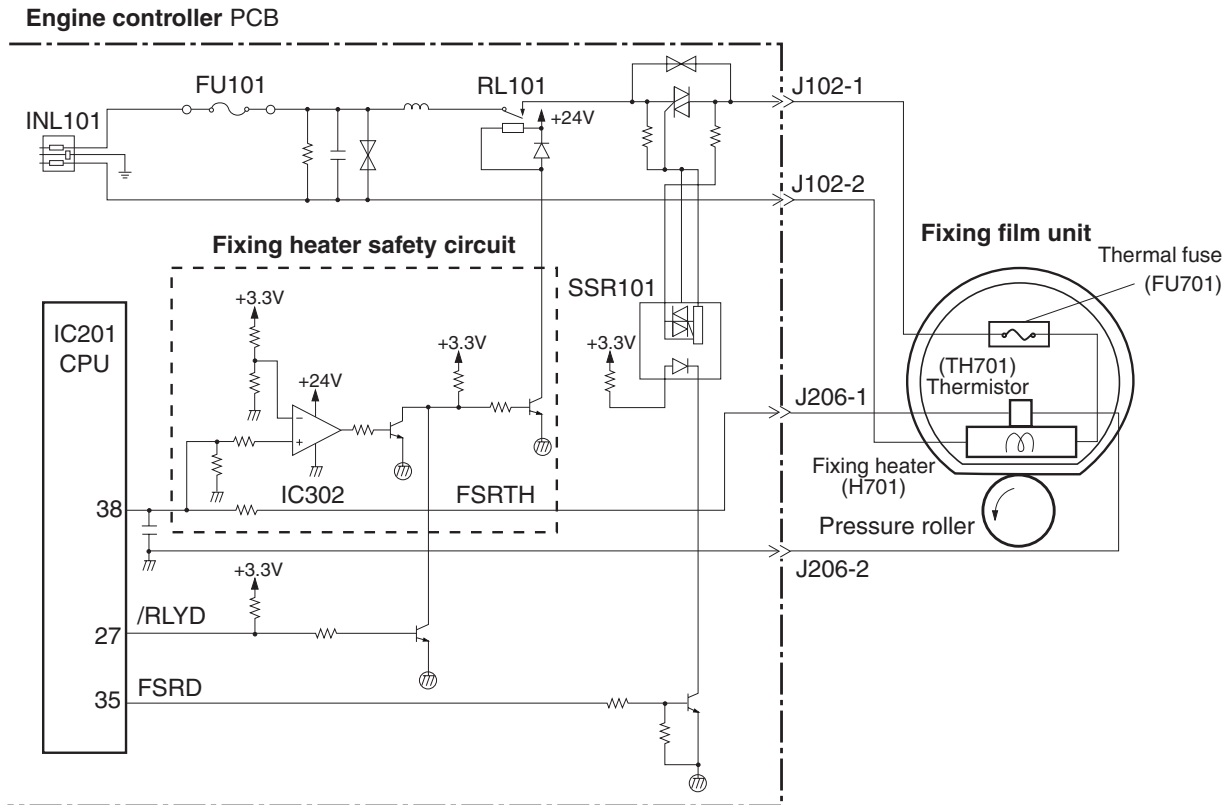 Engine controller PCB
FU101
RL101
J102-1
INL101
+24V
J102-2
Fixing heater safety circuit
Fixing film unit
Thermal fuse
(FU701)
SSR101
+3.3V
IC201
CPU
+3.3V
+3.3V
+24V
(TH701)
Thermistor
J206-1
−
+
Fixing heater
(H701)
IC302
FSRTH
38
Pressure roller
J206-2
+3.3V
/RLYD
27
FSRD
35